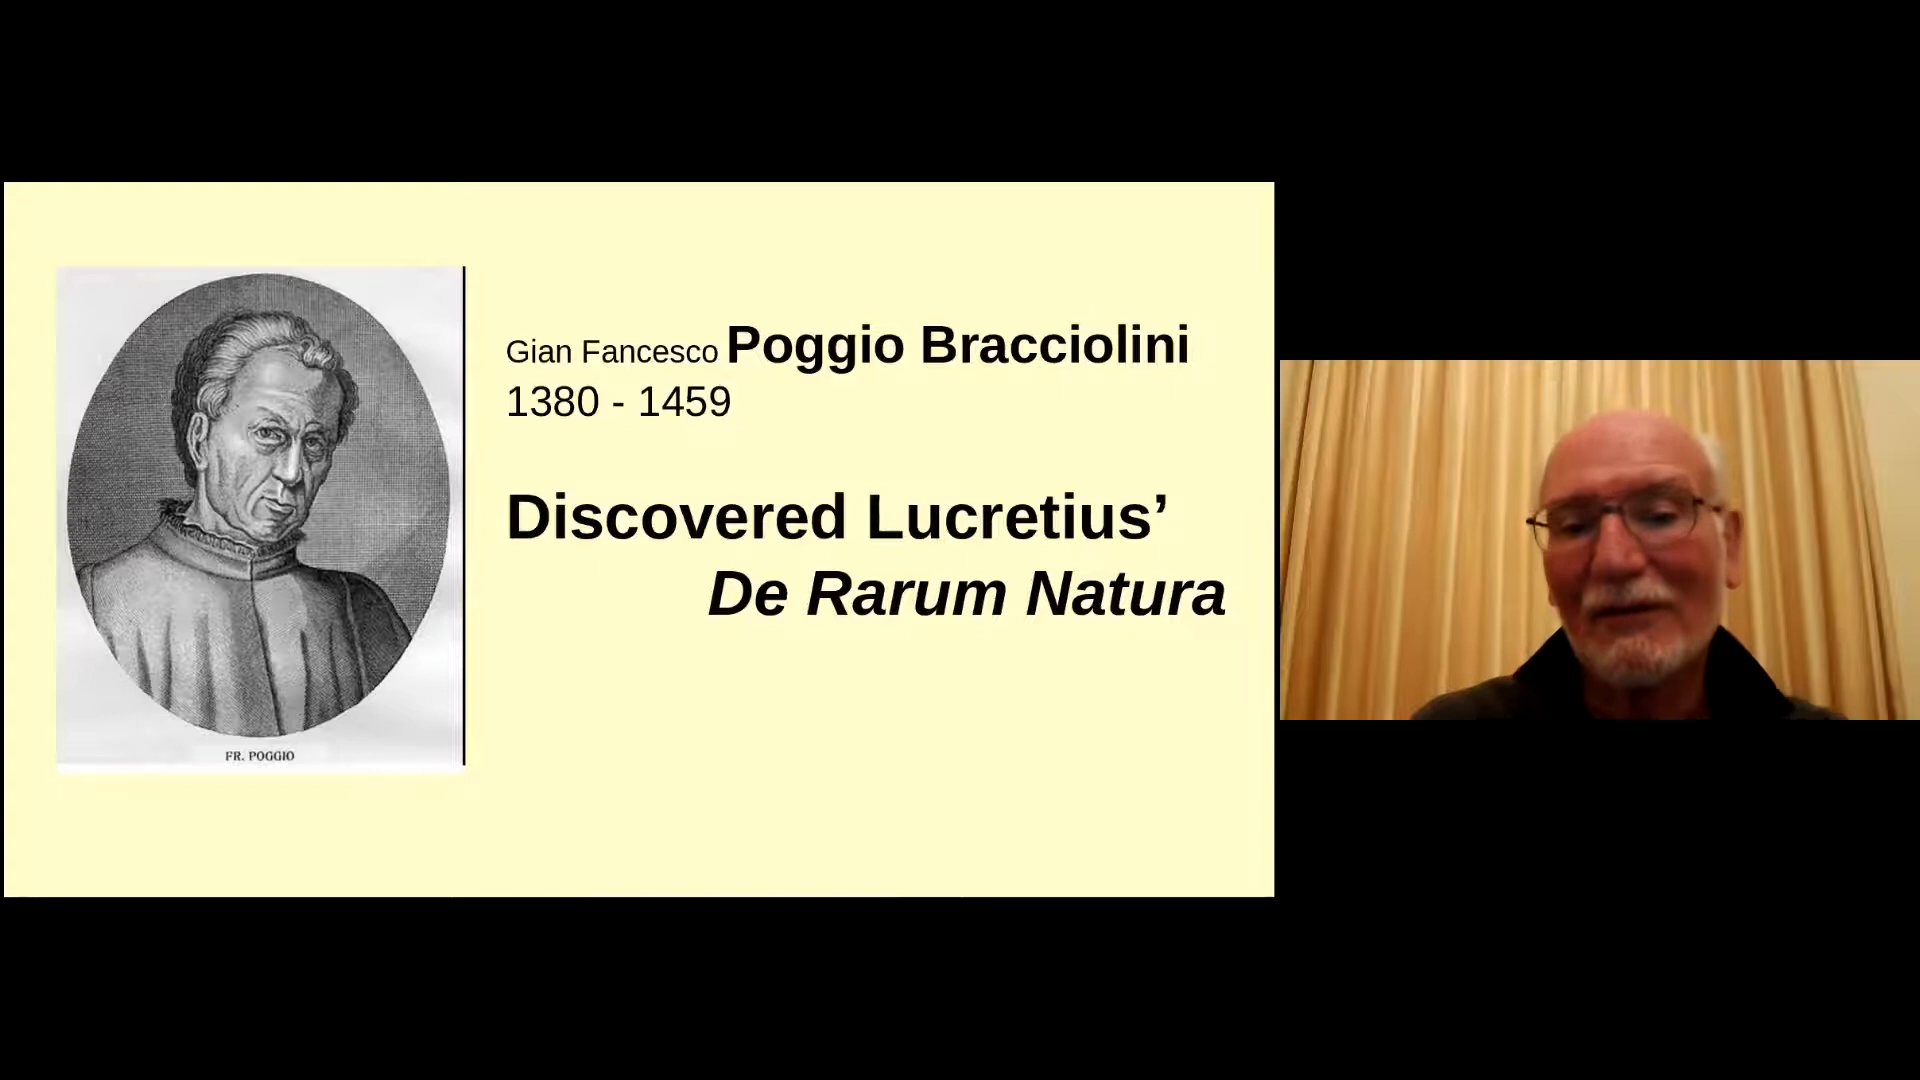 Gian Fancesco Poggio Bracciolini
1380 - 1459
Discovered Lucretius’
De Rarum Natura
FR. POGGIO